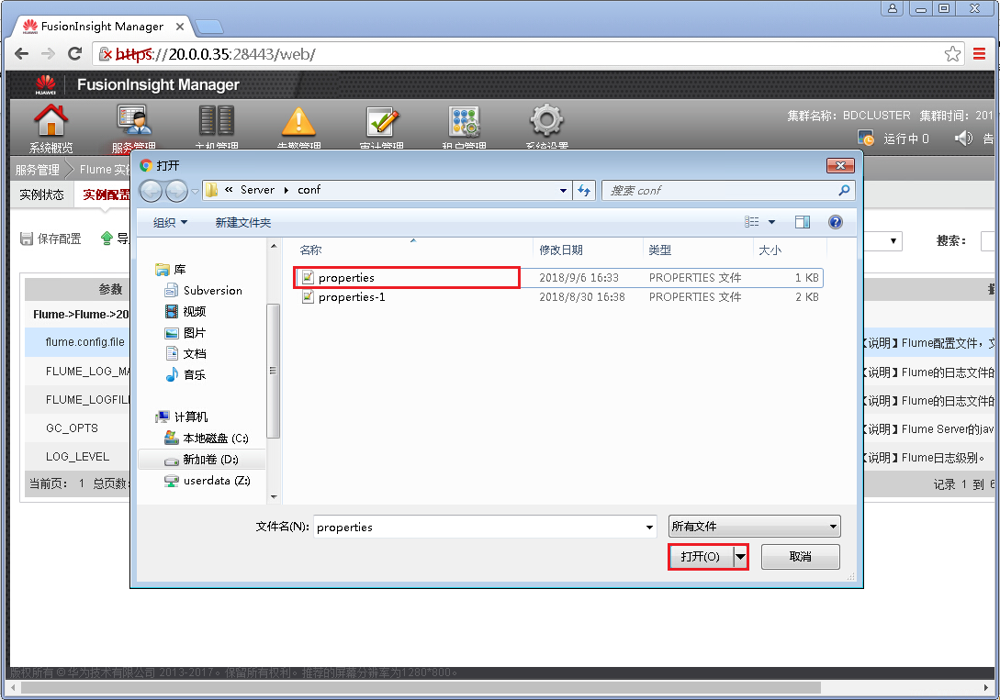 FusionInsight Manager
https://20.0.0.35:28443/web/
HUAWEI
FusionInsight Manager
系统概览 服务管理 主机管理 告警管理 审计管理 租户管理 系统设置
集群名称: BDCLUSTER 集群时间: 201
运行中 0 告
服务管理 Flume 实例
实例状态 实例配置
保存配置 导 搜索:
参数
Flume->Flume->20
flume.config.file
【说明】Flume配置文件，文
FLUME_LOG_MA
【说明】Flume的日志文件的
FLUME_LOGFIL
【说明】Flume的日志文件的
GC_OPTS
【说明】Flume Server的jav
LOG_LEVEL
【说明】Flume日志级别。
当前页: 1 总页数:
记录 1 到 6
打开
« Server conf
搜索 conf
组织 新建文件夹
名称 修改日期 类型 大小
库
Subversion
视频
图片
文档
音乐
计算机
本地磁盘 (C:)
新加卷 (D:)
userdata (Z:)
properties 2018/9/6 16:33 PROPERTIES 文件 1 KB
properties-1 2018/8/30 16:38 PROPERTIES 文件 2 KB
文件名(N): properties 所有文件
打开(O) 取消
版权所有 © 华为技术有限公司 2013-2017。保留所有权利。推荐的屏幕分辨率为1280*800。